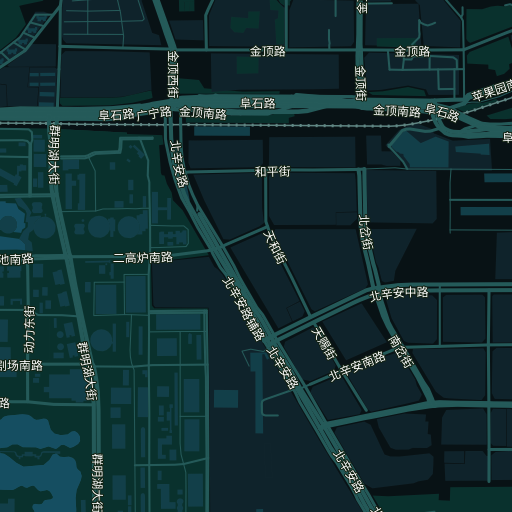 金顶路
金顶路
金顶西街
金顶街
苹果园南
阜石路
阜石路
广宁路
金顶南路
金顶南路
阜石路
阜
群明湖大街
北辛安路
和平街
北岔街
天和街
二高炉南路
池南路
北辛安路辅路
北辛安中路
动力东街
天赐街
南岔街
群明湖大街
剧场南路
北辛安路
北辛安南路
路
群明湖大街
北辛安路